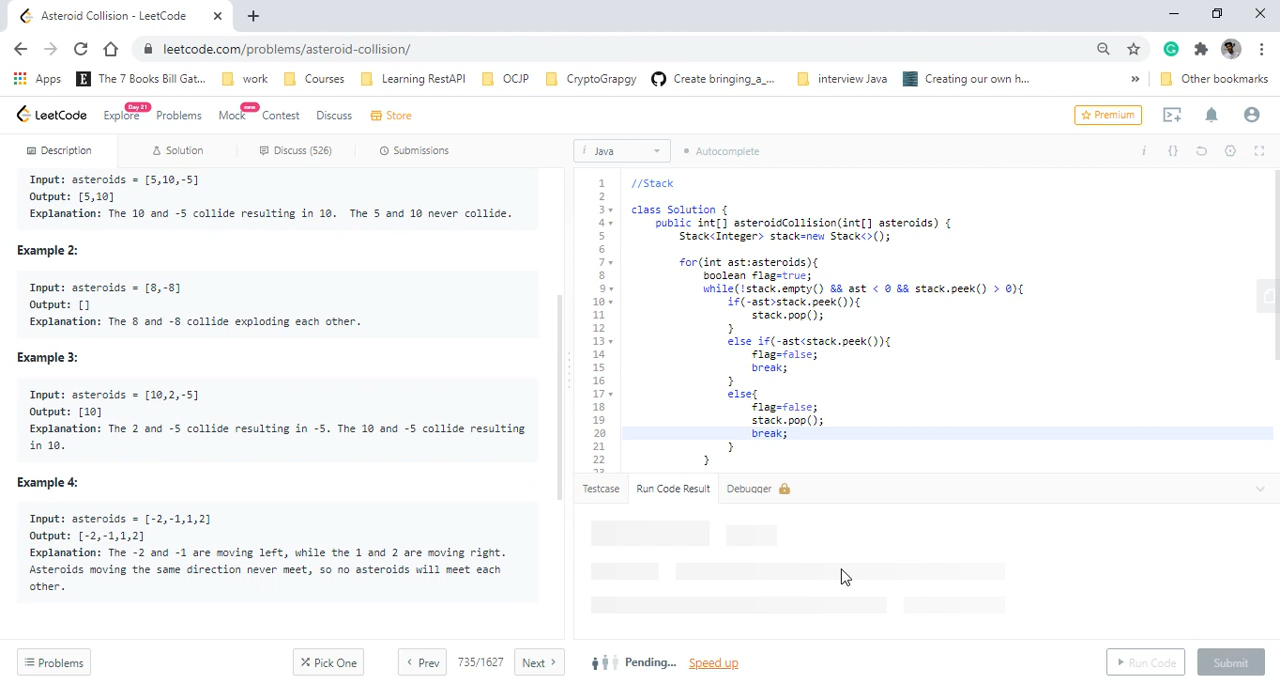 Asteroid Collision - LeetCode
leetcode.com/problems/asteroid-collision/
Apps The 7 Books Bill Gat... work Courses Learning RestAPI OCJP CryptoGrapgy Create bringing_a_... interview Java Creating our own h... » Other bookmarks
LeetCode Explore Day 21 Problems Mock new Contest Discuss Store Premium
Description Solution Discuss (526) Submissions
Input: asteroids = [5,10,-5]
Output: [5,10]
Explanation: The 10 and -5 collide resulting in 10. The 5 and 10 never collide.
Example 2:
Input: asteroids = [8,-8]
Output: []
Explanation: The 8 and -8 collide exploding each other.
Example 3:
Input: asteroids = [10,2,-5]
Output: [10]
Explanation: The 2 and -5 collide resulting in -5. The 10 and -5 collide resulting
in 10.
Example 4:
Input: asteroids = [-2,-1,1,2]
Output: [-2,-1,1,2]
Explanation: The -2 and -1 are moving left, while the 1 and 2 are moving right.
Asteroids moving the same direction never meet, so no asteroids will meet each
other.
Problems Pick One Prev 735/1627 Next
i Java Autocomplete i {}
1 //Stack
2
3 class Solution {
4 public int[] asteroidCollision(int[] asteroids) {
5 Stack<Integer> stack=new Stack<>();
6
7 for(int ast:asteroids){
8 boolean flag=true;
9 while(!stack.empty() && ast < 0 && stack.peek() > 0){
10 if(-ast>stack.peek()){
11 stack.pop();
12 }
13 else if(-ast<stack.peek()){
14 flag=false;
15 break;
16 }
17 else{
18 flag=false;
19 stack.pop();
20 break;
21 }
22 }
23
Testcase Run Code Result Debugger
Pending... Speed up Run Code Submit